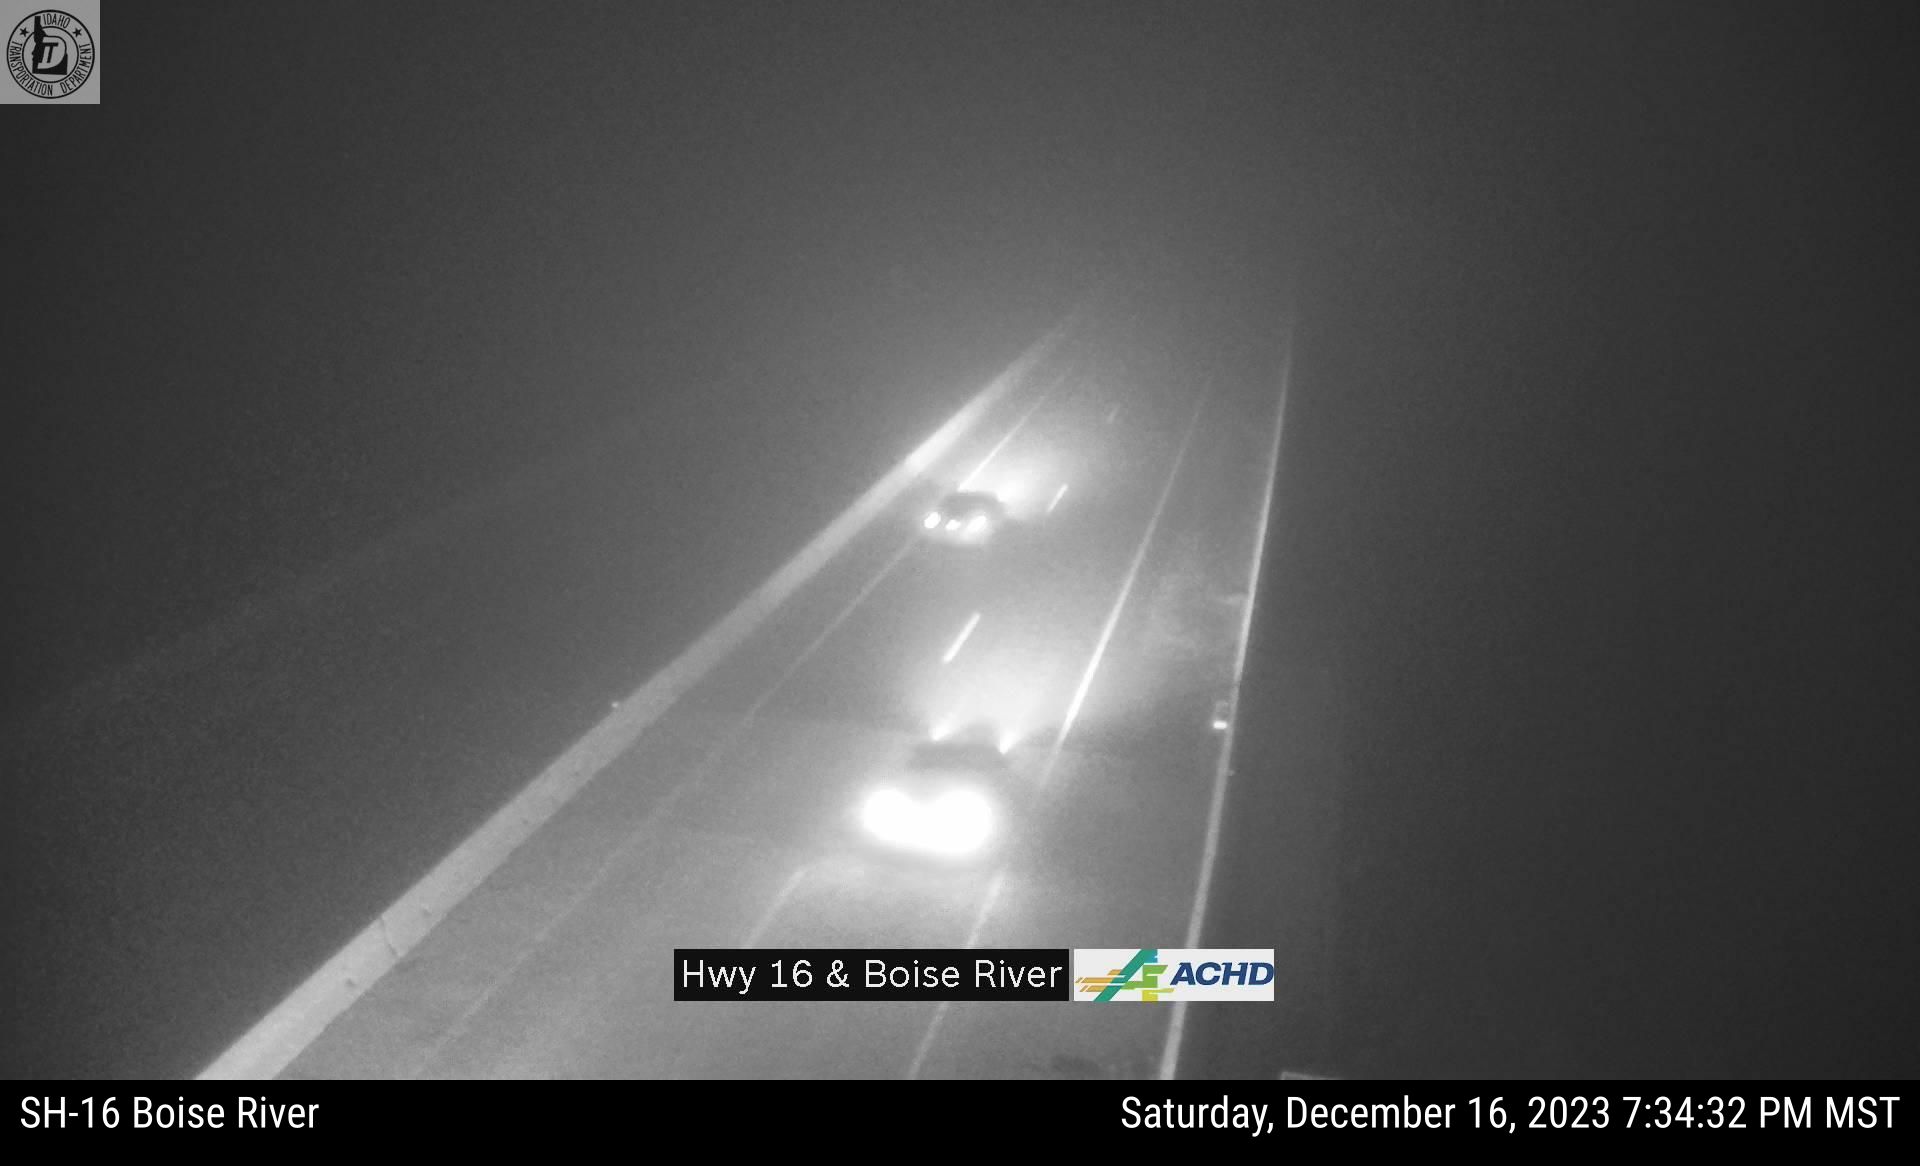 IDAHO
TRANSPORTATION DEPARTMENT
Hwy 16 & Boise River
ACHD
SH-16 Boise River
Saturday, December 16, 2023 7:34:32 PM MST